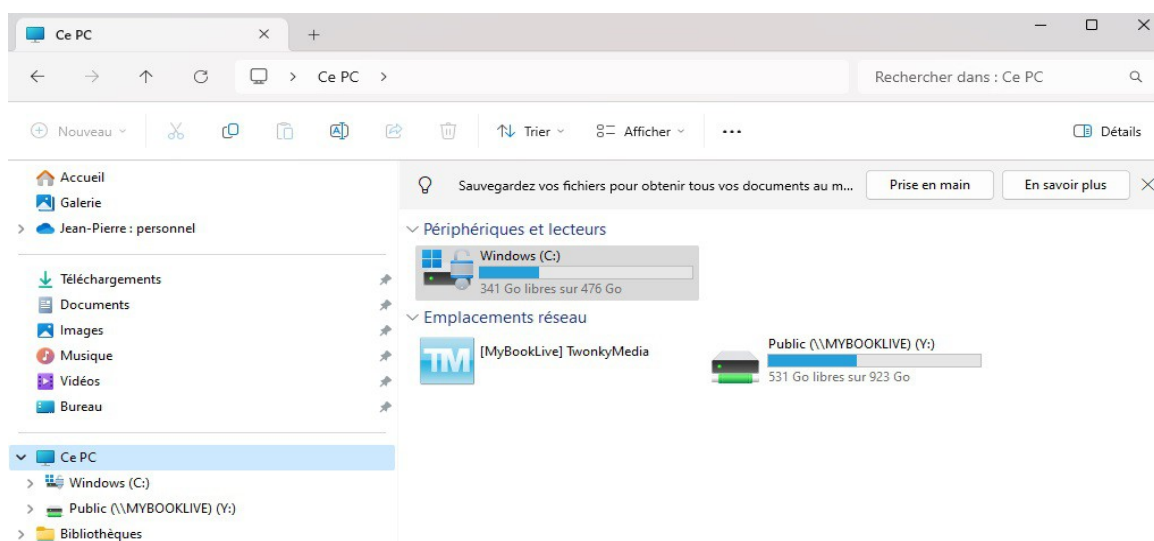 Ce PC
Ce PC
Rechercher dans : Ce PC
Nouveau
Trier
Afficher
Détails
Accueil
Galerie
Jean-Pierre : personnel
Téléchargements
Documents
Images
Musique
Vidéos
Bureau
Ce PC
Windows (C:)
Public (\\MYBOOKLIVE) (Y:)
Bibliothèques
Sauvegardez vos fichiers pour obtenir tous vos documents au m...
Prise en main
En savoir plus
Périphériques et lecteurs
Windows (C:)
341 Go libres sur 476 Go
Emplacements réseau
TM
[MyBookLive] TwonkyMedia
Public (\\MYBOOKLIVE) (Y:)
531 Go libres sur 923 Go